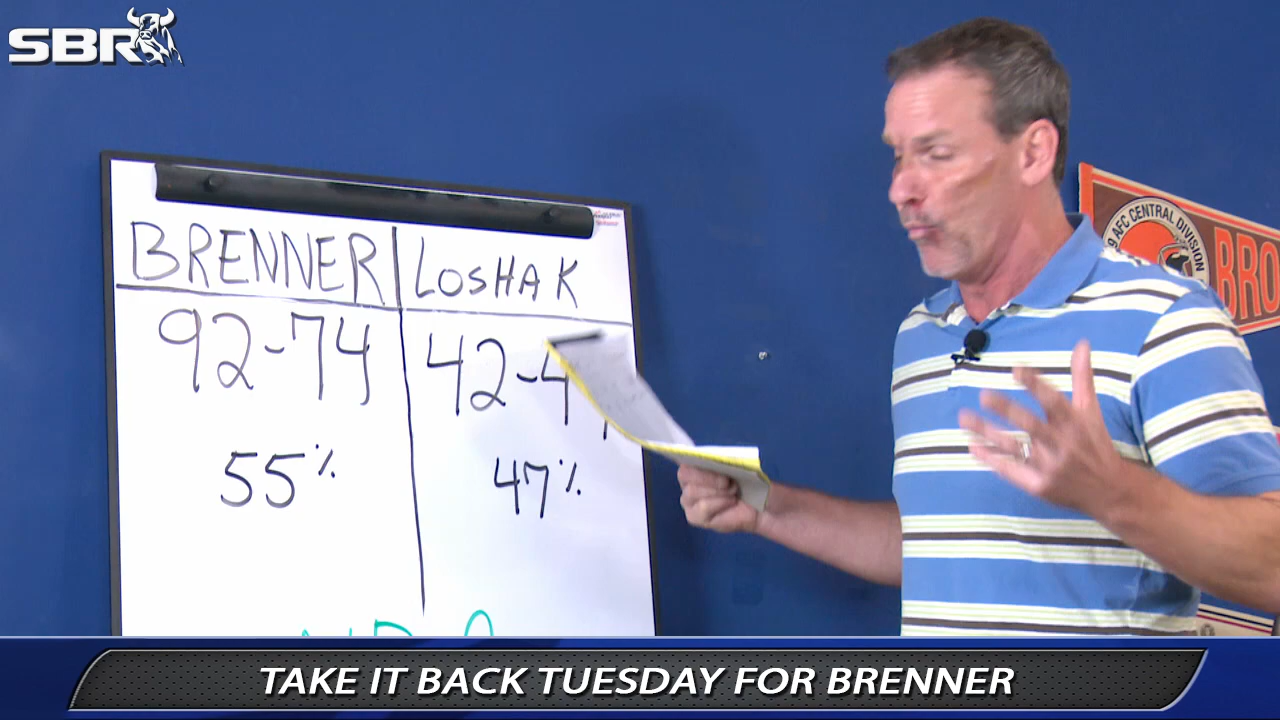 SBR
BRENNER
LOSHAK
92-74
42-4
55%
47%
AFC CENTRAL DIVISION
BRO
TAKE IT BACK TUESDAY FOR BRENNER